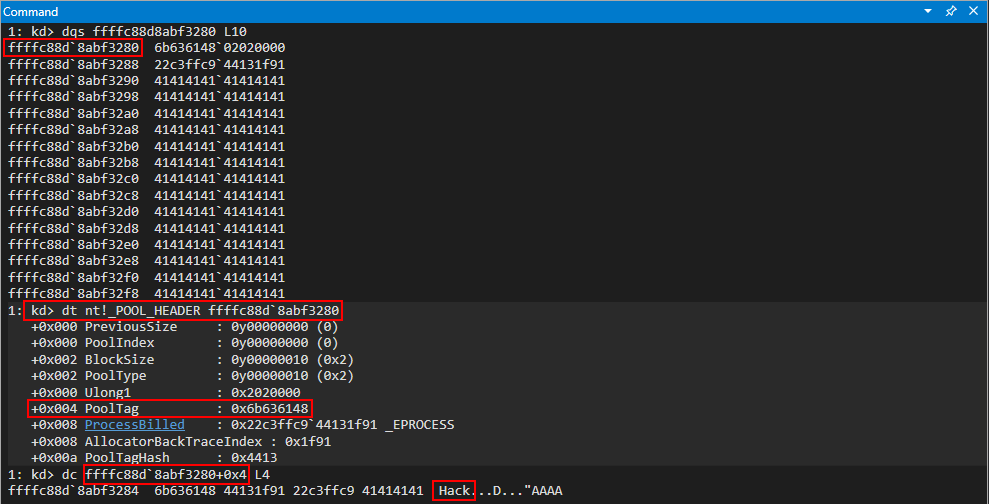 Command
1: kd> dqs ffffc88d8abf3280 L10
ffffc88d`8abf3280  6b636148`02020000
ffffc88d`8abf3288  22c3ffc9`44131f91
ffffc88d`8abf3290  41414141`41414141
ffffc88d`8abf3298  41414141`41414141
ffffc88d`8abf32a0  41414141`41414141
ffffc88d`8abf32a8  41414141`41414141
ffffc88d`8abf32b0  41414141`41414141
ffffc88d`8abf32b8  41414141`41414141
ffffc88d`8abf32c0  41414141`41414141
ffffc88d`8abf32c8  41414141`41414141
ffffc88d`8abf32d0  41414141`41414141
ffffc88d`8abf32d8  41414141`41414141
ffffc88d`8abf32e0  41414141`41414141
ffffc88d`8abf32e8  41414141`41414141
ffffc88d`8abf32f0  41414141`41414141
ffffc88d`8abf32f8  41414141`41414141
1: kd> dt nt!_POOL_HEADER ffffc88d`8abf3280
+0x000 PreviousSize     : 0y00000000 (0)
+0x000 PoolIndex        : 0y00000000 (0)
+0x002 BlockSize        : 0y00000010 (0x2)
+0x002 PoolType         : 0y00000010 (0x2)
+0x000 Ulong1           : 0x2020000
+0x004 PoolTag          : 0x6b636148
+0x008 ProcessBilled    : 0x22c3ffc9`44131f91 _EPROCESS
+0x008 AllocatorBackTraceIndex : 0x1f91
+0x00a PoolTagHash      : 0x4413
1: kd> dc ffffc88d`8abf3280+0x4 L4
ffffc88d`8abf3284  6b636148 44131f91 22c3ffc9 41414141  Hack...D..."AAAA